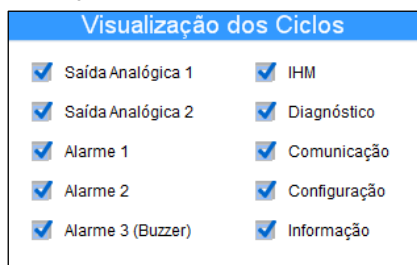 Visualização dos Ciclos
Saída Analógica 1
Saída Analógica 2
Alarme 1
Alarme 2
Alarme 3 (Buzzer)
IHM
Diagnóstico
Comunicação
Configuração
Informação